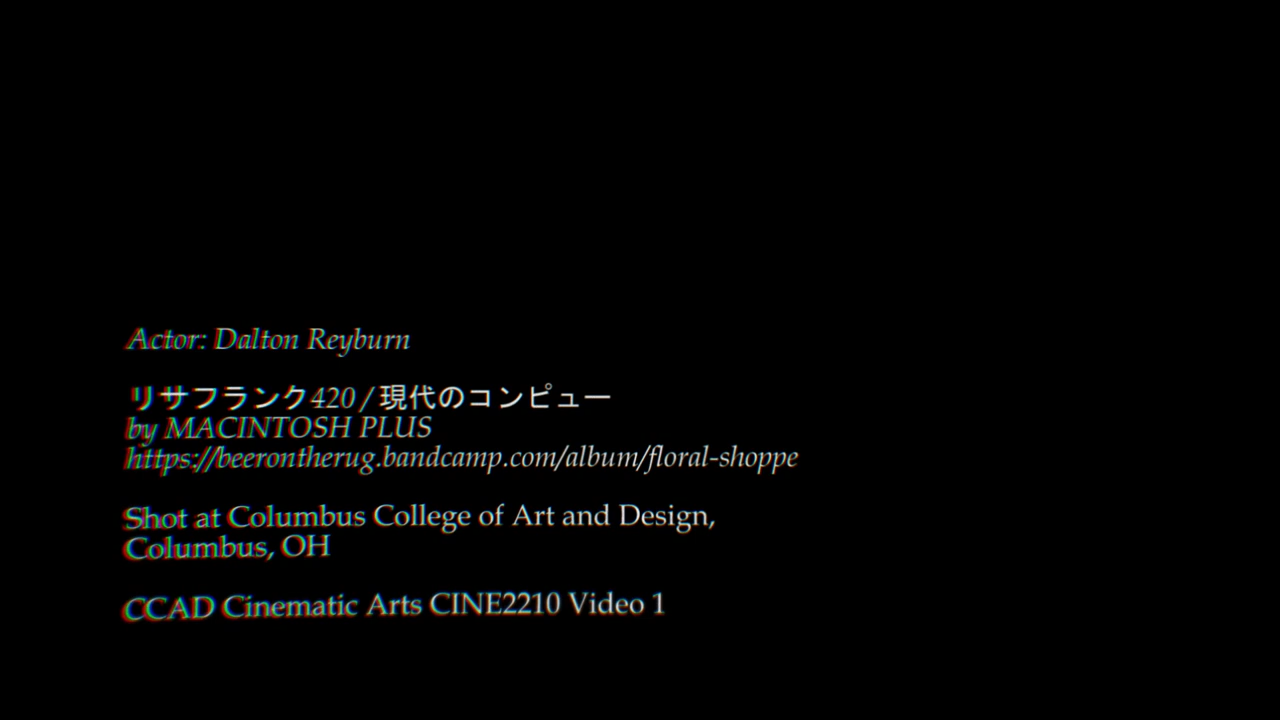 Actor: Dalton Reyburn
リサフランク420 / 現代のコンピュー
by MACINTOSH PLUS
https://beerontherug.bandcamp.com/album/floral-shoppe
Shot at Columbus College of Art and Design,
Columbus, OH
CCAD Cinematic Arts CINE2210 Video 1